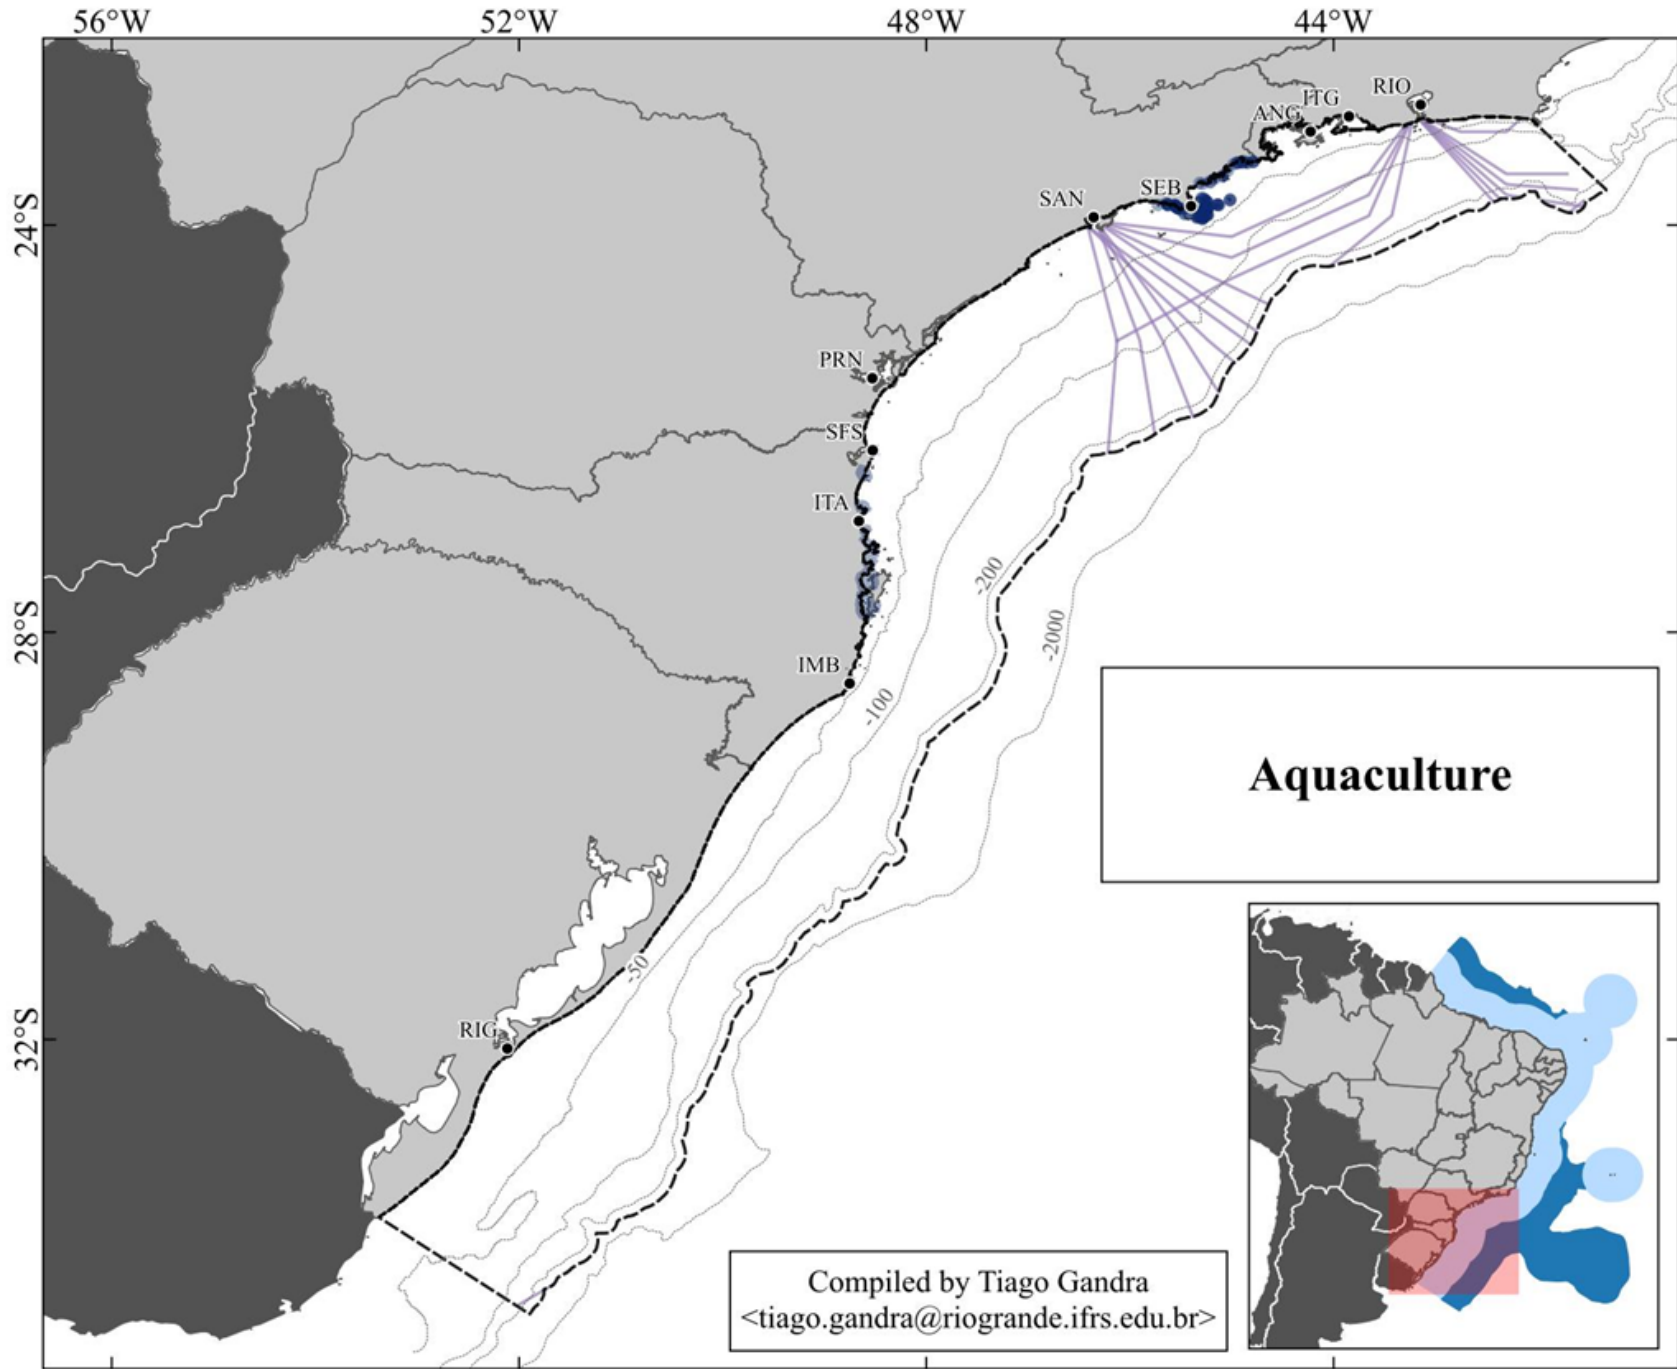 56°W 52°W 48°W 44°W
RIO
ITG
ANG
SEB
SAN
24°S
PRN
SFS
ITA
-200
-2000
28°S
IMB
-100
Aquaculture
-50
RIG
32°S
Compiled by Tiago Gandra
<tiago.gandra@riogrande.ifrs.edu.br>